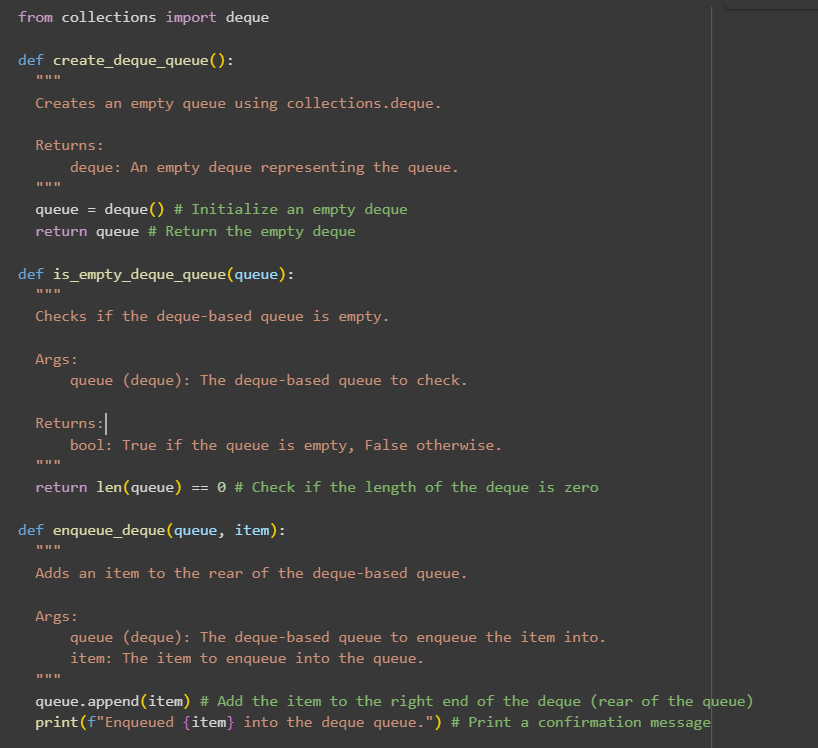 from collections import deque
def create_deque_queue():
"""
Creates an empty queue using collections.deque.
Returns:
deque: An empty deque representing the queue.
"""
queue = deque() # Initialize an empty deque
return queue # Return the empty deque
def is_empty_deque_queue(queue):
"""
Checks if the deque-based queue is empty.
Args:
queue (deque): The deque-based queue to check.
Returns:
bool: True if the queue is empty, False otherwise.
"""
return len(queue) == 0 # Check if the length of the deque is zero
def enqueue_deque(queue, item):
"""
Adds an item to the rear of the deque-based queue.
Args:
queue (deque): The deque-based queue to enqueue the item into.
item: The item to enqueue into the queue.
"""
queue.append(item) # Add the item to the right end of the deque (rear of the queue)
print(f"Enqueued {item} into the deque queue.") # Print a confirmation message